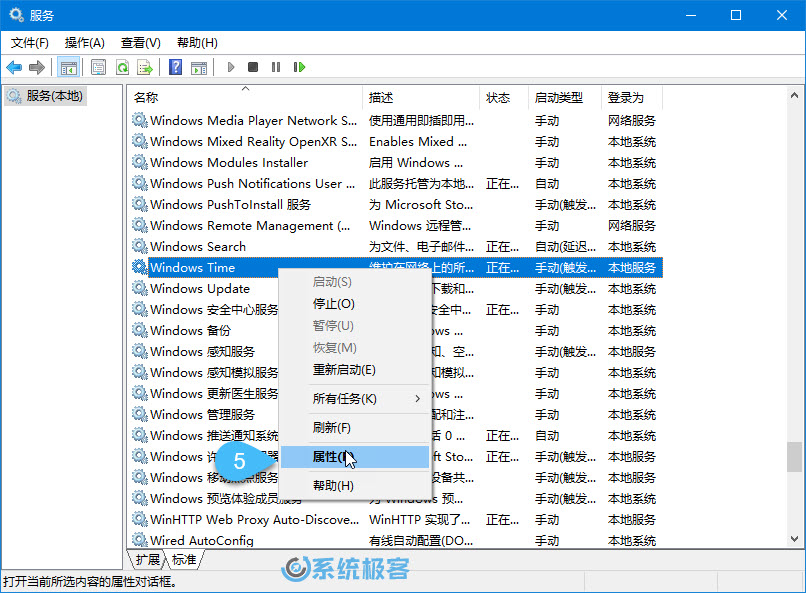 服务
文件(F) 操作(A) 查看(V) 帮助(H)
服务(本地)
名称 描述 状态 启动类型 登录为
Windows Media Player Network S... 使用通用即插即用... 手动 网络服务
Windows Mixed Reality OpenXR S... Enables Mixed ... 手动 本地系统
Windows Modules Installer 启用 Windows ... 手动 本地系统
Windows Push Notifications User ... 此服务托管为本地... 正在... 自动 本地系统
Windows PushToInstall 服务 为 Microsoft Sto... 手动(触发... 本地系统
Windows Remote Management (... Windows 远程管... 手动 网络服务
Windows Search 为文件、电子邮件... 正在... 自动(延迟... 本地系统
Windows Time 维护在网络上的所... 正在... 手动(触发... 本地服务
Windows Update 下载和... 手动(触发... 本地系统
Windows 安全中心服务 安全中... 正在... 手动 本地系统
Windows 备份 ows ... 手动 本地系统
Windows 感知服务 知、空... 手动(触发... 本地服务
Windows 感知模拟服务 知模拟... 手动 本地系统
Windows 更新医生服务 ows ... 手动 本地系统
Windows 管理服务 配和注... 手动 本地系统
Windows 推送通知系统 活 0 ... 正在... 自动 本地系统
Windows 许 器 ft Sto... 正在... 手动(触发... 本地系统
Windows 移动热点服务 设备共... 手动(触发... 本地服务
Windows 预览体验成员服务 为 Windows 预... 手动(触发... 本地系统
WinHTTP Web Proxy Auto-Discove... WinHTTP 实现了... 正在... 手动 本地服务
Wired AutoConfig 有线自动配置(DO... 手动 本地系统
启动(S)
停止(O)
暂停(U)
恢复(M)
重新启动(E)
所有任务(K)
刷新(F)
属性(
帮助(H)
5
扩展 标准
系统极客
打开当前所选内容的属性对话框。